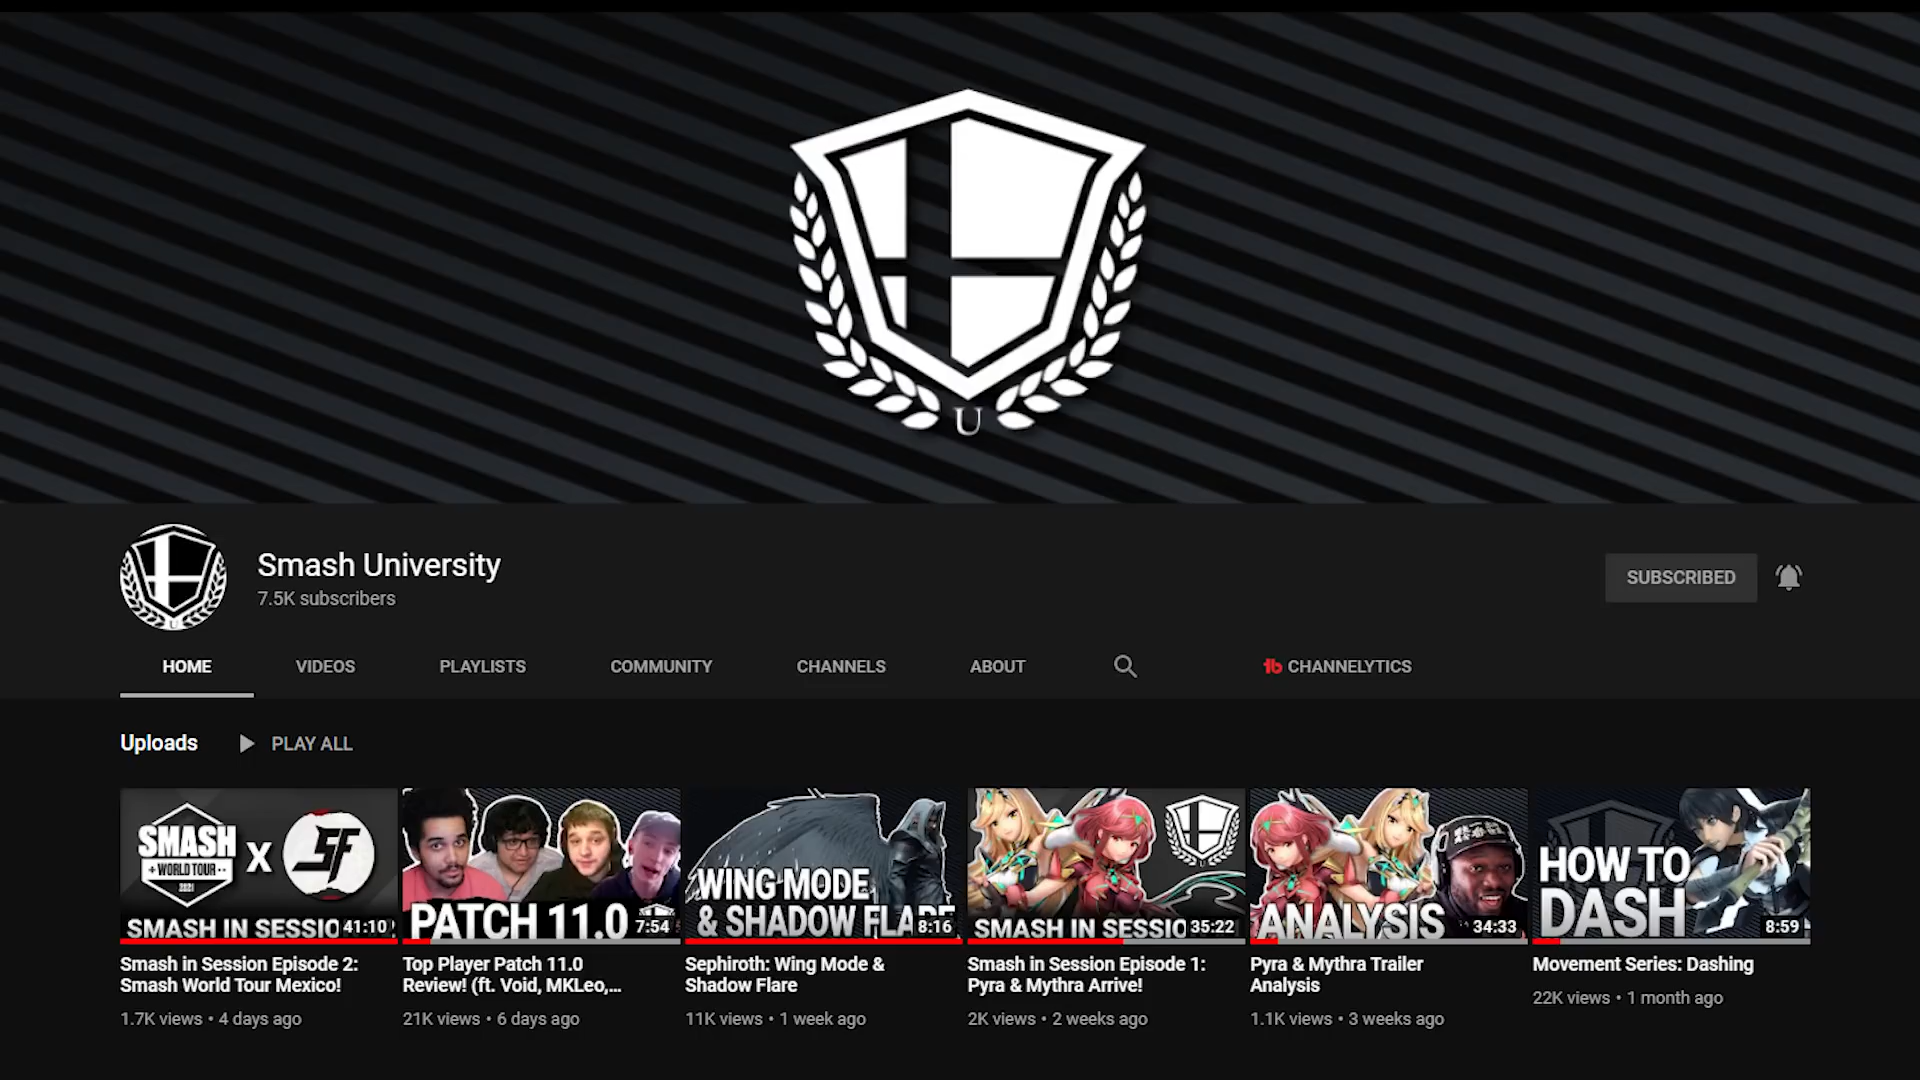 U
Smash University
7.5K subscribers
SUBSCRIBED
HOME VIDEOS PLAYLISTS COMMUNITY CHANNELS ABOUT tb CHANNELYTICS
Uploads PLAY ALL
SMASH
WORLD TOUR
2021
X
SF
SMASH IN SESSIO
41:10
Smash in Session Episode 2:
Smash World Tour Mexico!
1.7K views • 4 days ago
PATCH 11.0
7:54
Top Player Patch 11.0
Review! (ft. Void, MKLeo,...
21K views • 6 days ago
WING MODE
& SHADOW FLARE
8:16
Sephiroth: Wing Mode &
Shadow Flare
11K views • 1 week ago
SMASH IN SESSIO
35:22
Smash in Session Episode 1:
Pyra & Mythra Arrive!
2K views • 2 weeks ago
ANALYSIS
34:33
Pyra & Mythra Trailer
Analysis
1.1K views • 3 weeks ago
HOW TO
DASH
8:59
Movement Series: Dashing
22K views • 1 month ago